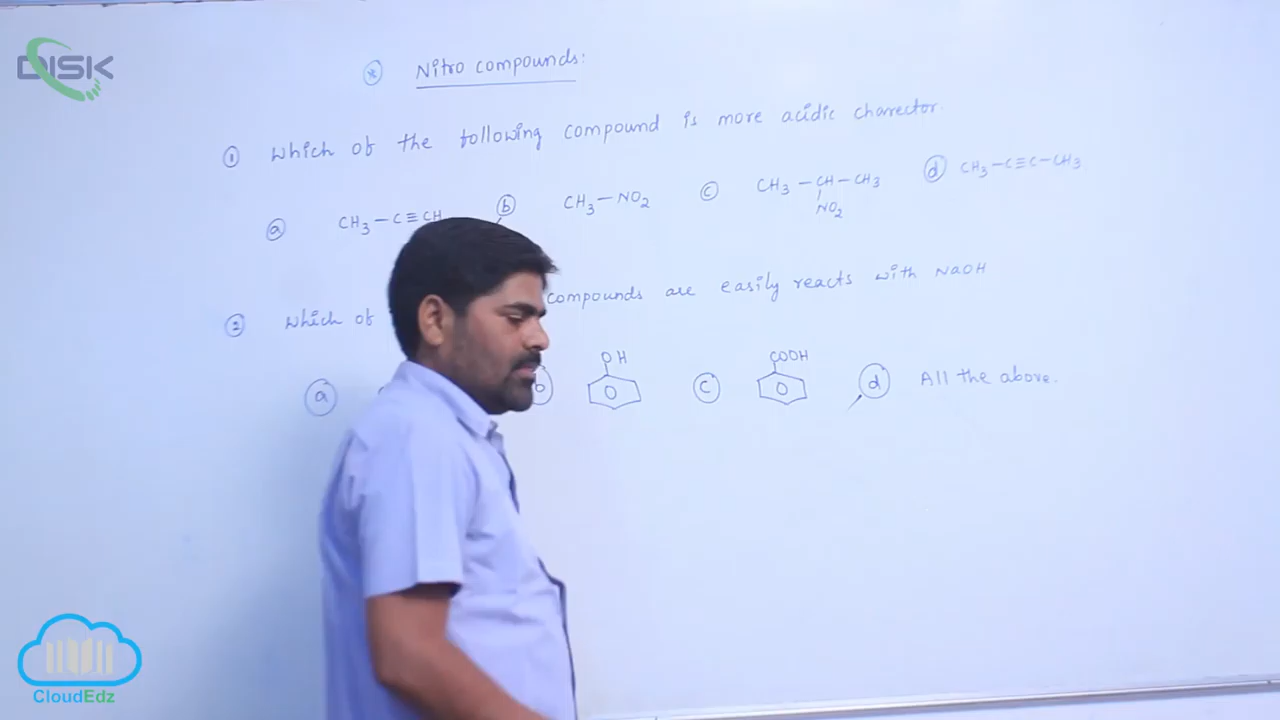 DISK
* Nitro compounds:
1 Which of the following compound is more acidic charector
a CH3-C≡CH b CH3-NO2 c CH3-CH-CH3 d CH3-C≡C-CH3
NO2
2 Which of compounds are easily reacts with NaOH
OH COOH
a b c d All the above.
CloudEdz